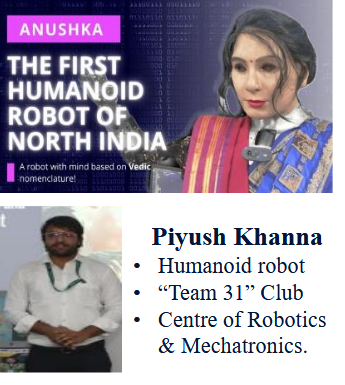 ANUSHKA
THE FIRST
HUMANOID
ROBOT OF
NORTH INDIA
A robot with mind based on Vedic
nomenclature!
Piyush Khanna
• Humanoid robot
• “Team 31” Club
• Centre of Robotics
& Mechatronics.